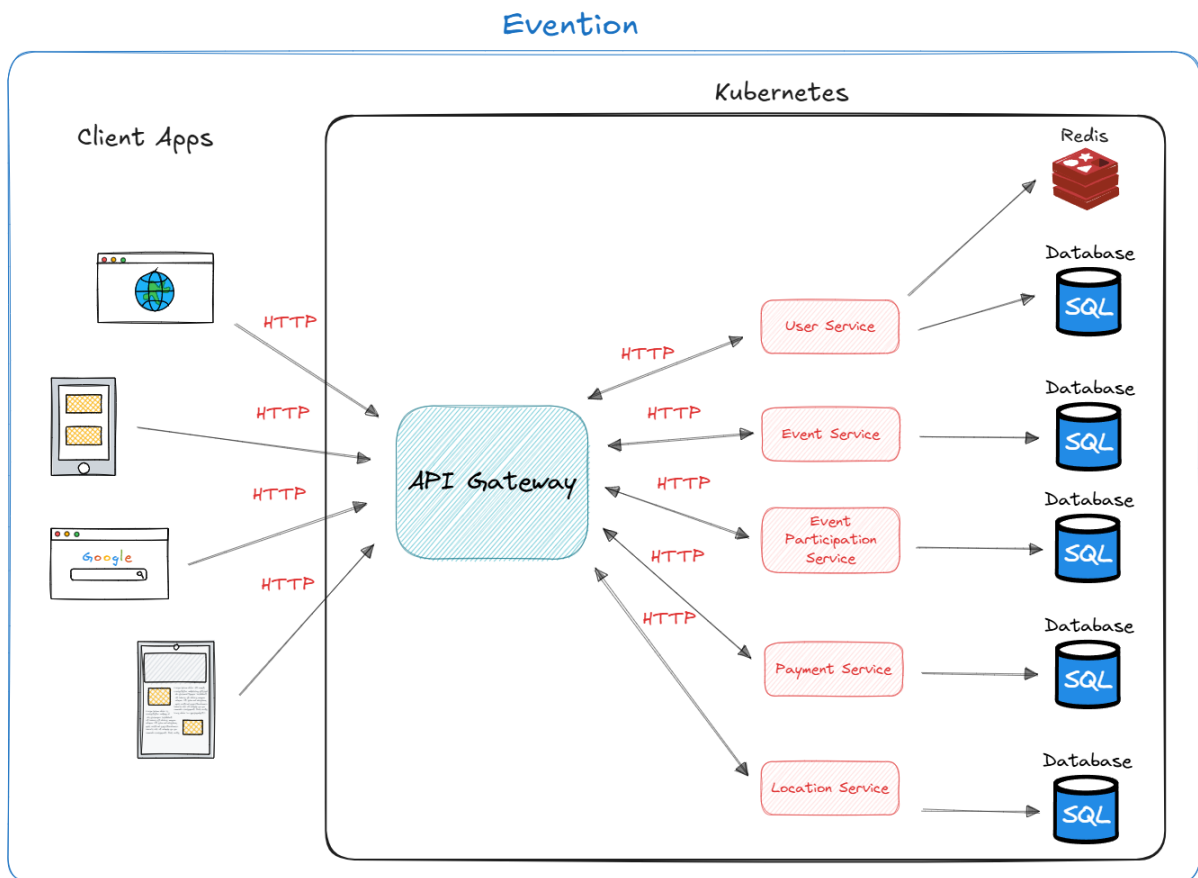 Evention
Kubernetes
Client Apps
Redis
Database
SQL
HTTP
User Service
HTTP
Database
HTTP
HTTP
Event Service
SQL
API Gateway
HTTP
Database
HTTP
Event
Participation
Service
SQL
Google
HTTP
HTTP
HTTP
Database
Payment Service
SQL
Database
Location Service
SQL